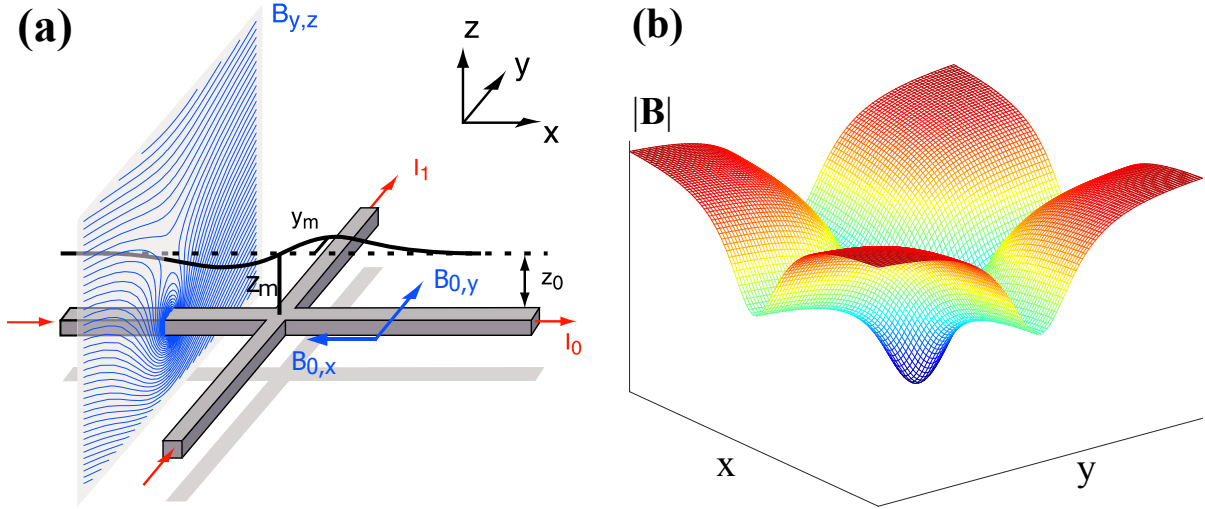 (a)
B_y,z
z
y
x
I_1
y_m
z_m
z_0
B_0,y
B_0,x
I_0
(b)
|B|
x
y